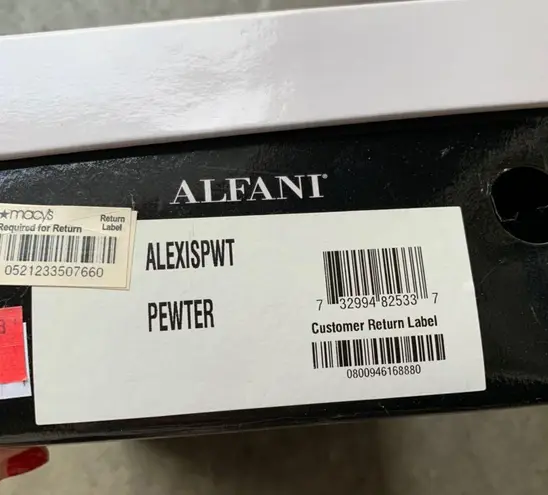 ALFANI
★macy's
Return
Required for Return
Label
0521233507660
ALEXISPWT
PEWTER
7 32994 82533 7
Customer Return Label
0800946168880